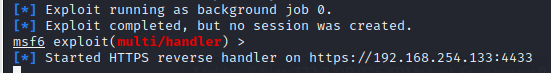 [*] Exploit running as background job 0.
[*] Exploit completed, but no session was created.
msf6 exploit(multi/handler) >
[*] Started HTTPS reverse handler on https://192.168.254.133:4433